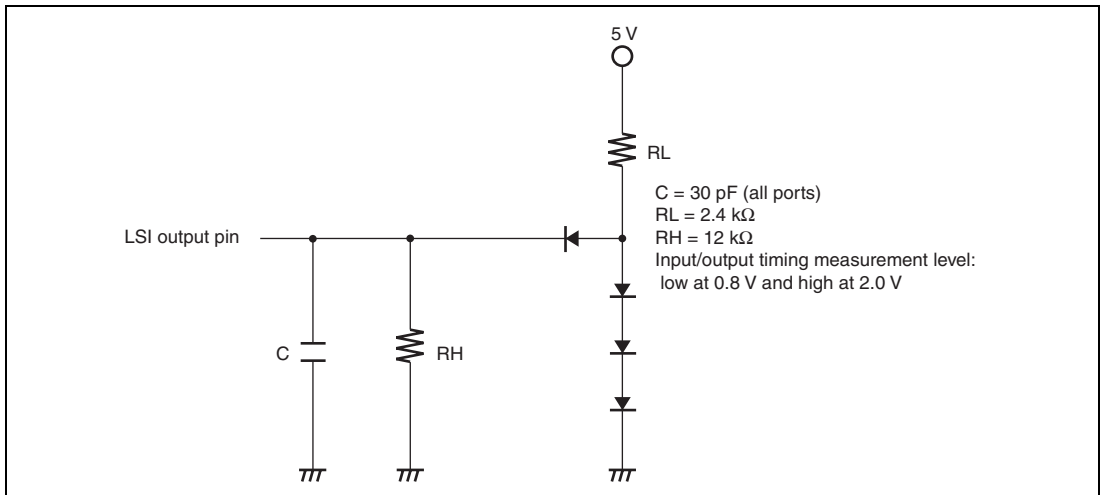 5 V
RL
C = 30 pF (all ports)
RL = 2.4 kΩ
RH = 12 kΩ
Input/output timing measurement level:
low at 0.8 V and high at 2.0 V
LSI output pin
C
RH